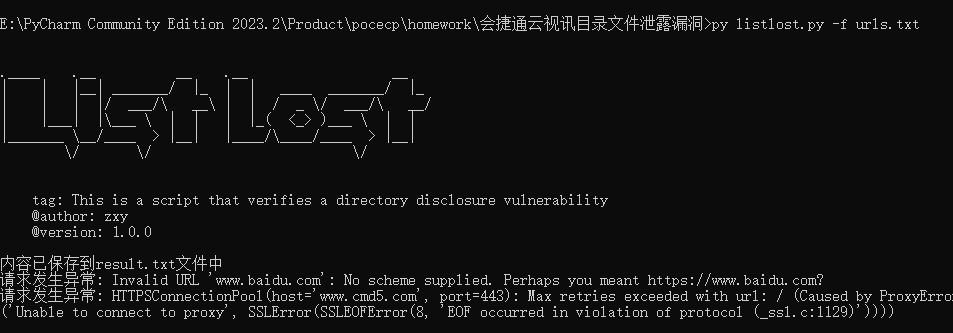 E:\PyCharm Community Edition 2023.2\Product\pocecp\homework\会捷通云视讯目录文件泄露漏洞>py listlost.py -f urls.txt
List Lost
tag: This is a script that verifies a directory disclosure vulnerability
@author: zxy
@version: 1.0.0
内容已保存到result.txt文件中
请求发生异常: Invalid URL 'www.baidu.com': No scheme supplied. Perhaps you meant https://www.baidu.com?
请求发生异常: HTTPSConnectionPool(host='www.cmd5.com', port=443): Max retries exceeded with url: / (Caused by ProxyError
('Unable to connect to proxy', SSLError(SSLEOFError(8, 'EOF occurred in violation of protocol (_ssl.c:1129)'))))